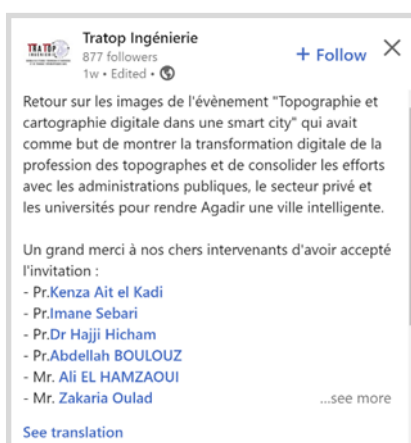 TRA TOP
Tratop Ingénierie
877 followers
1w • Edited •
+ Follow
Retour sur les images de l'évènement "Topographie et
cartographie digitale dans une smart city" qui avait
comme but de montrer la transformation digitale de la
profession des topographes et de consolider les efforts
avec les administrations publiques, le secteur privé et
les universités pour rendre Agadir une ville intelligente.
Un grand merci à nos chers intervenants d'avoir accepté
l'invitation :
- Pr.Kenza Ait el Kadi
- Pr.Imane Sebari
- Pr.Dr Hajji Hicham
- Pr.Abdellah BOULOUZ
- Mr. Ali EL HAMZAOUI
- Mr. Zakaria Oulad ...see more
See translation